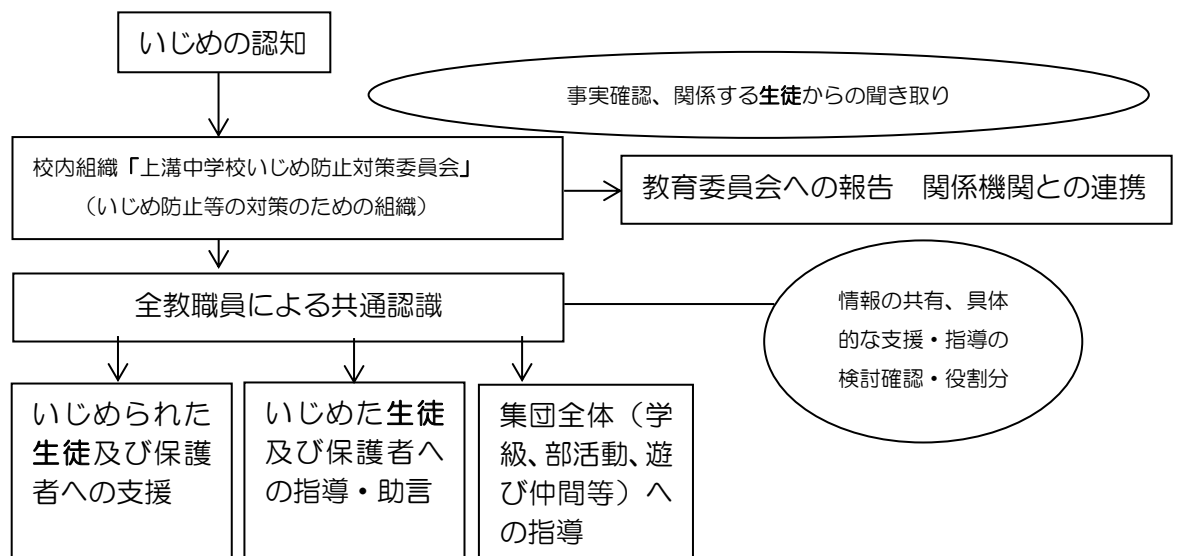 いじめの認知
事実確認、関係する生徒からの聞き取り
校内組織「上溝中学校いじめ防止対策委員会」
（いじめ防止等の対策のための組織）
教育委員会への報告　関係機関との連携
全教職員による共通認識
情報の共有、具体
的な支援・指導の
検討確認・役割分
いじめられた
生徒及び保護
者への支援
いじめた生徒
及び保護者へ
の指導・助言
集団全体（学
級、部活動、遊
び仲間等）へ
の指導